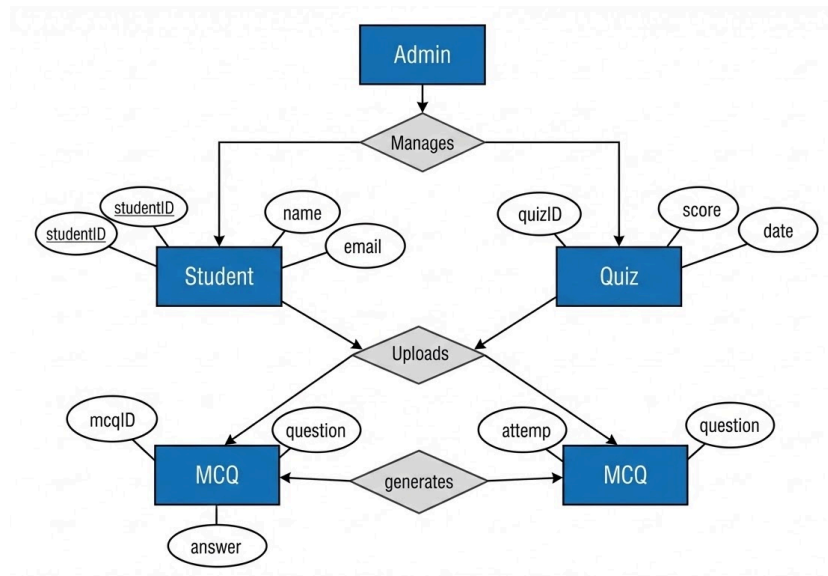 Admin
Manages
studentID
studentID
name
email
quizID
score
date
Student
Quiz
Uploads
mcqID
question
attemp
question
MCQ
generates
MCQ
answer